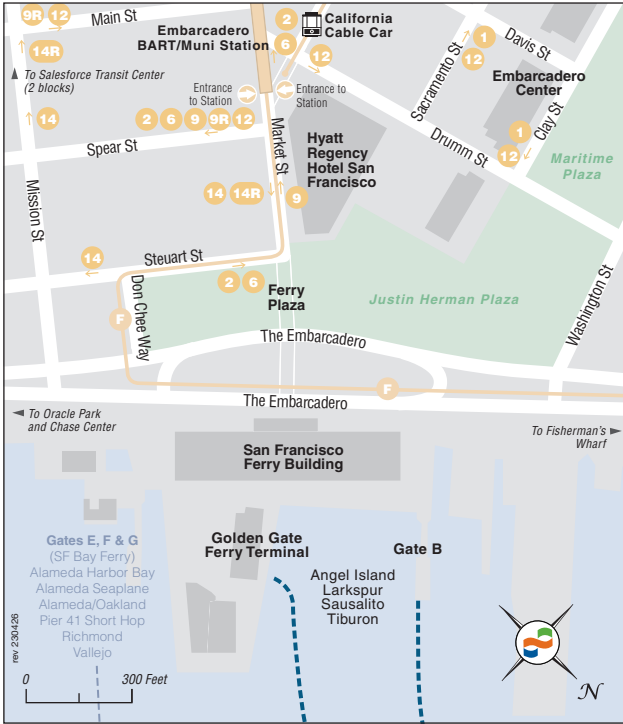 9R 12
Main St
14R
To Salesforce Transit Center
(2 blocks)
Embarcadero
BART/Muni Station
2
6
California
Cable Car
12
Entrance
to Station
Entrance to
Station
1
12
Sacramento St
Davis St
Embarcadero
Center
1
12
Clay St
Maritime
Plaza
14
2 6 9 9R 12
Spear St
Market St
Hyatt
Regency
Hotel San
Francisco
Drumm St
Mission St
14 14R
9
14
Steuart St
2 6
Ferry
Plaza
Justin Herman Plaza
Washington St
Don Chee Way
F
The Embarcadero
F
The Embarcadero
To Oracle Park
and Chase Center
To Fisherman's
Wharf
San Francisco
Ferry Building
Gates E, F & G
(SF Bay Ferry)
Alameda Harbor Bay
Alameda Seaplane
Alameda/Oakland
Pier 41 Short Hop
Richmond
Vallejo
Golden Gate
Ferry Terminal
Gate B
Angel Island
Larkspur
Sausalito
Tiburon
rev. 230426
0 300 Feet
N